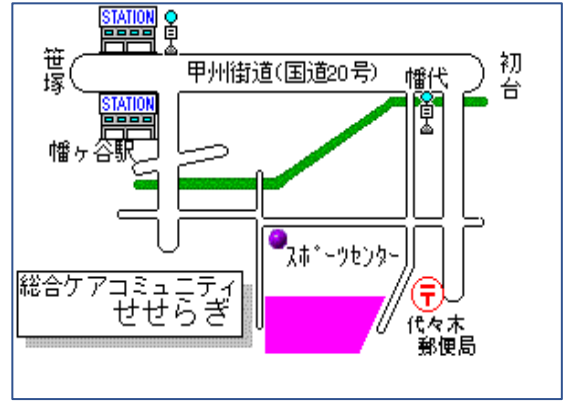 STATION
笹塚
甲州街道(国道20号)
幡代
初台
STATION
幡ヶ谷駅
スポーツセンター
総合ケアコミュニティ
せせらぎ
〒
代々木
郵便局